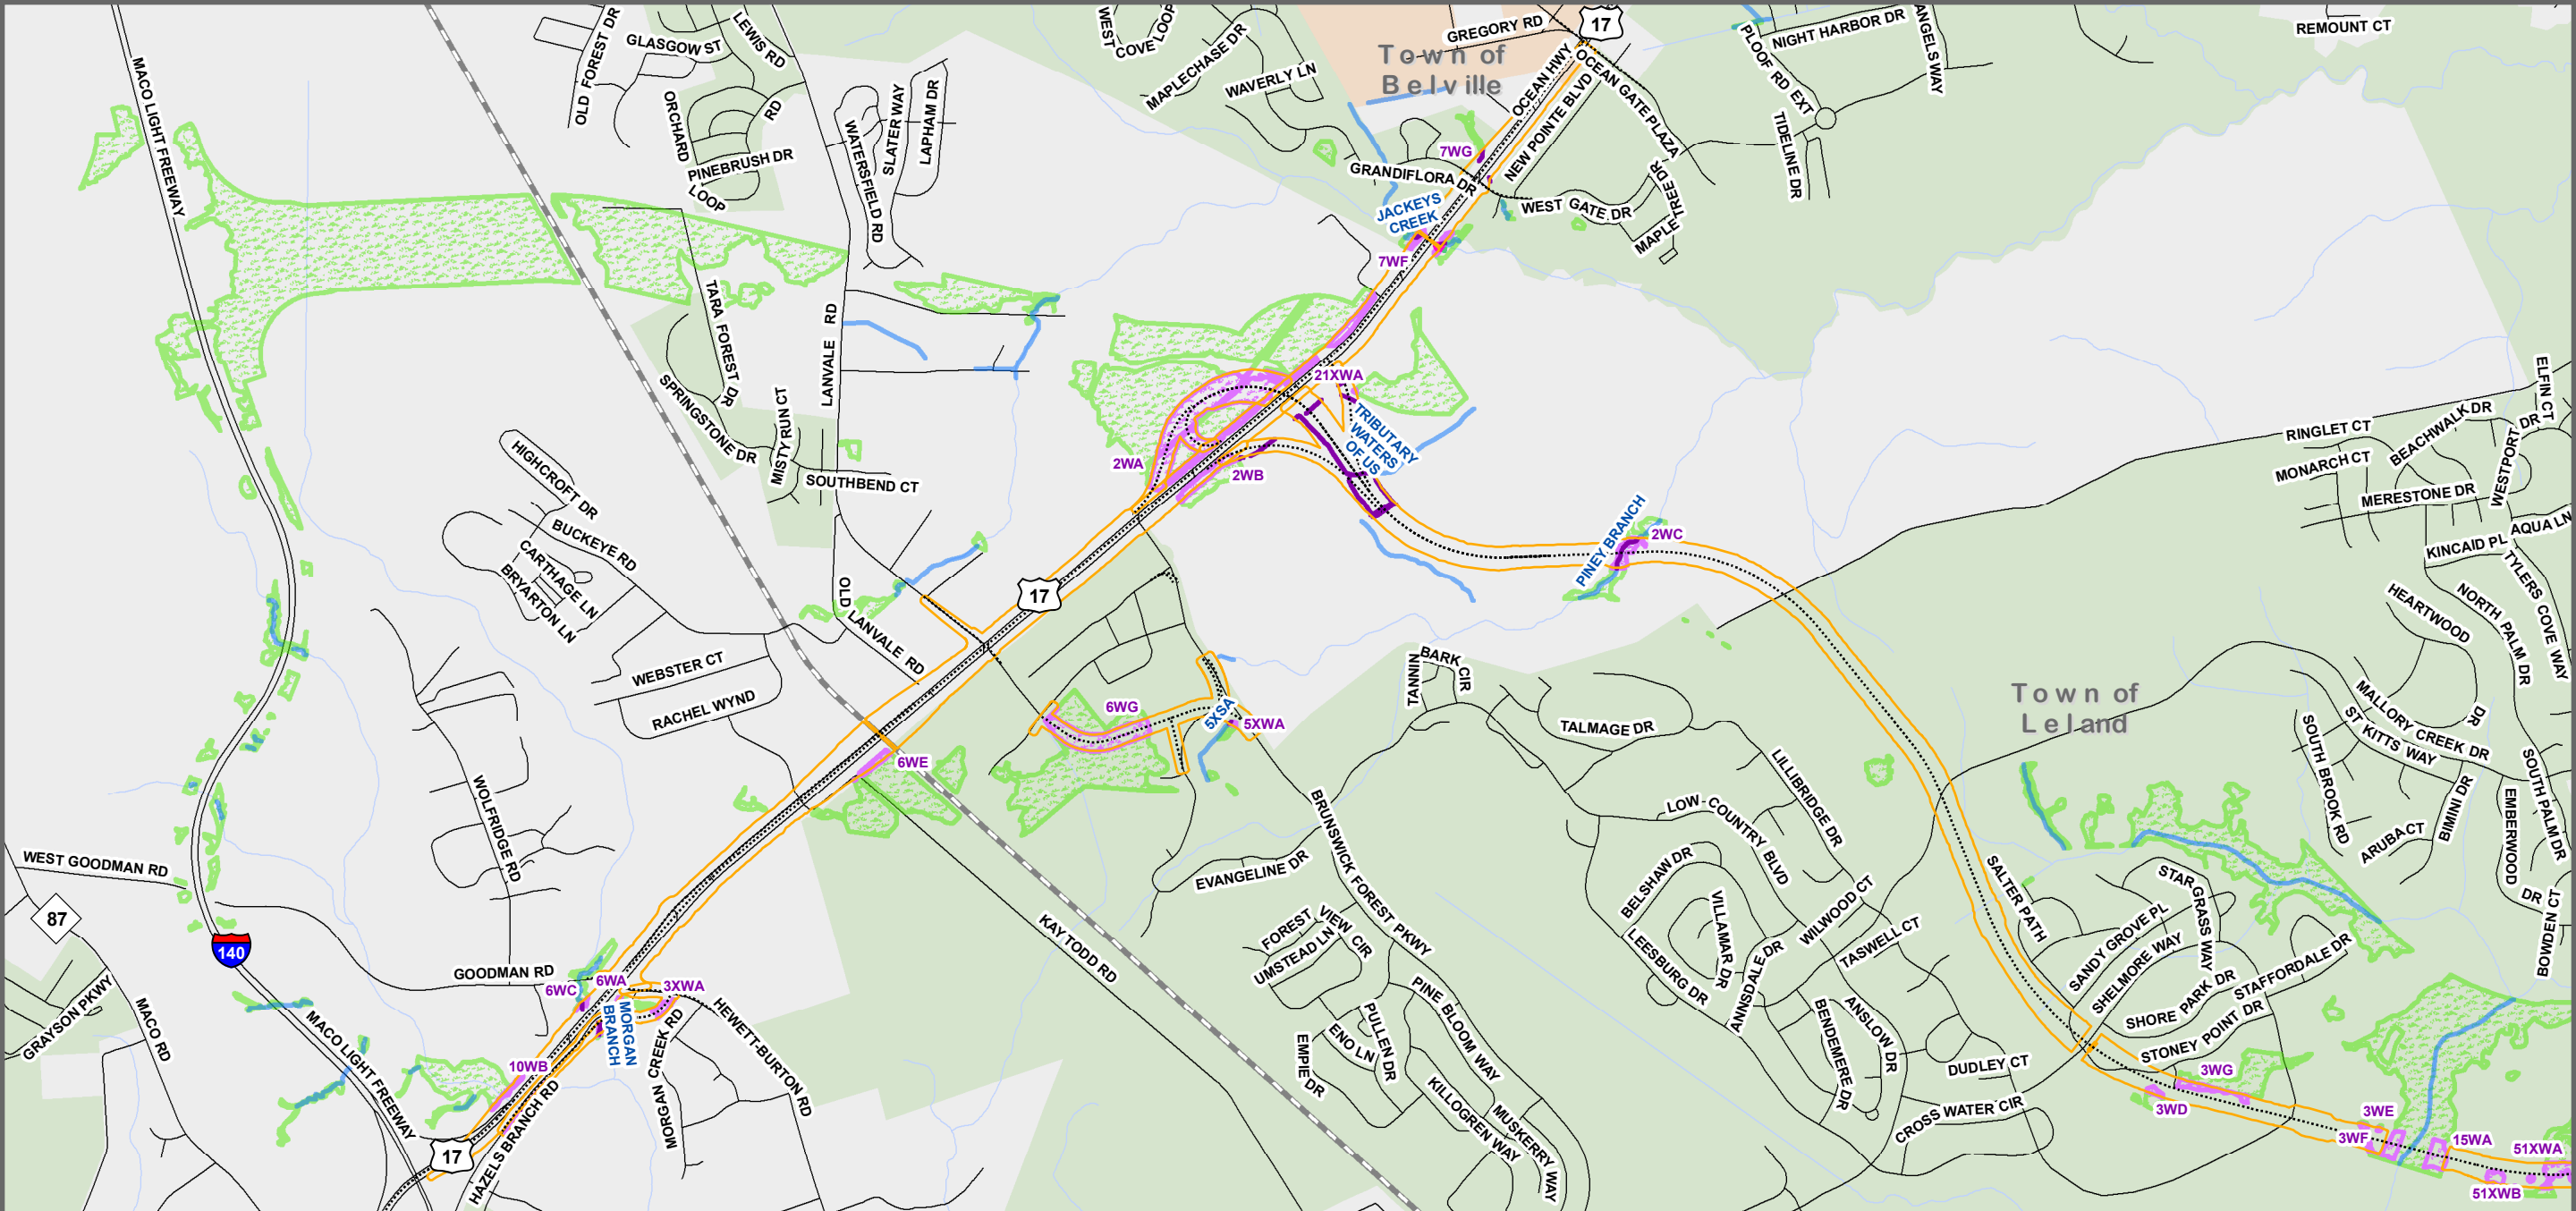 MACO LIGHT FREEWAY
OLD FOREST DR
GLASGOW ST
LEWIS RD
ORCHARD
RD
PINEBRUSH DR
LOOP
WATERSFIELD RD
SLATER WAY
LAPHAM DR
WEST
COVE LOOP
MAPLECHASE DR
WAVERLY LN
Town of
Belville
GREGORY RD
17
OCEAN HWY
OCEAN GATE PLAZA
NEW POINTE BLVD
PLOOF RD EXT
NIGHT HARBOR DR
ANGELS WAY
REMOUNT CT
TIDELINE DR
7WG
GRANDIFLORA DR
WEST GATE DR
MAPLE TREE DR
JACKEYS
CREEK
7WF
TARA FOREST DR
LANVALE RD
SPRINGSTONE DR
MISTY RUN CT
SOUTHBEND CT
21XWA
TRIBUTARY
WATERS
OF US
2WA
2WB
PINEY BRANCH
2WC
RINGLET CT
BEACHWALK DR
ELFIN CT
MONARCH CT
MERESTONE DR
WESTPORT DR
AQUA LN
KINCAID PL
TYLERS COVE WAY
HEARTWOOD
DR
NORTH PALM DR
HIGHCROFT DR
BUCKEYE RD
CARTHAGE LN
BRYARTON LN
OLD LANVALE RD
17
WEBSTER CT
RACHEL WYND
6WG
5XSA
5XWA
6WE
TANNIN
BARK CIR
TALMAGE DR
Town of
Leland
MALLORY CREEK DR
ST KITTS WAY
SOUTH BROOK RD
ARUBA CT
BIMINI DR
EMBERWOOD
DR
SOUTH PALM DR
BOWDEN CT
LILLIBRIDGE DR
LOW COUNTRY BLVD
BRUNSWICK FOREST PKWY
EVANGELINE DR
WOLFRIDGE RD
WEST GOODMAN RD
87
140
GOODMAN RD
GRAYSON PKWY
MACO RD
MACO LIGHT FREEWAY
6WC
6WA
3XWA
MORGAN
BRANCH
MORGAN CREEK RD
HEWETT-BURTON RD
10WB
17
HAZELS BRANCH RD
KAY TODD RD
FOREST VIEW CIR
UMSTEAD LN
PINE BLOOM WAY
PULLEN DR
ENO LN
EMPIE DR
KILLOGREN WAY
MUSKERRY WAY
BELSHAW DR
VILLAMAR DR
LEESBURG DR
ANNSDALE DR
WILWOOD CT
TASWELL CT
ANSLOW DR
BENDEMERE DR
DUDLEY CT
CROSS WATER CIR
SALTER PATH
STAR GRASS WAY
SANDY GROVE PL
SHELMORE WAY
SHORE PARK DR
STAFFORDALE DR
STONEY POINT DR
3WG
3WD
3WE
3WF
15WA
51XWA
51XWB